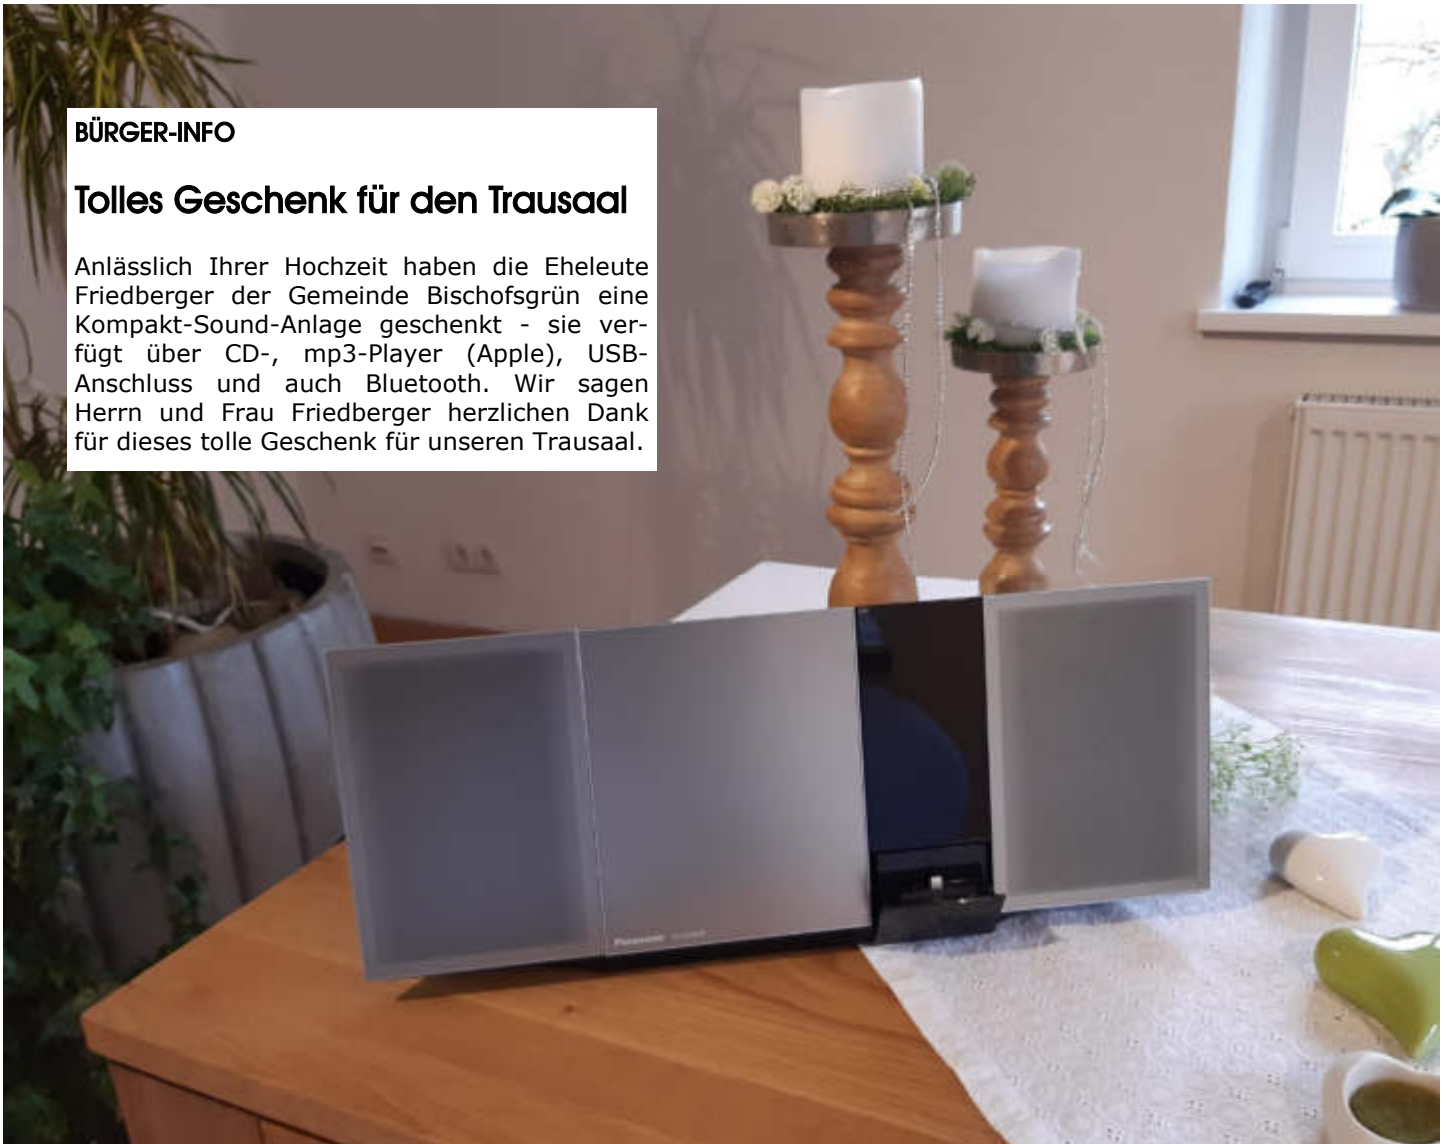 BÜRGER-INFO
Tolles Geschenk für den Trausaal
Anlässlich Ihrer Hochzeit haben die Eheleute
Friedberger der Gemeinde Bischofsgrün eine
Kompakt-Sound-Anlage geschenkt - sie ver-
fügt über CD-, mp3-Player (Apple), USB-
Anschluss und auch Bluetooth. Wir sagen
Herrn und Frau Friedberger herzlichen Dank
für dieses tolle Geschenk für unseren Trausaal.
Panasonic